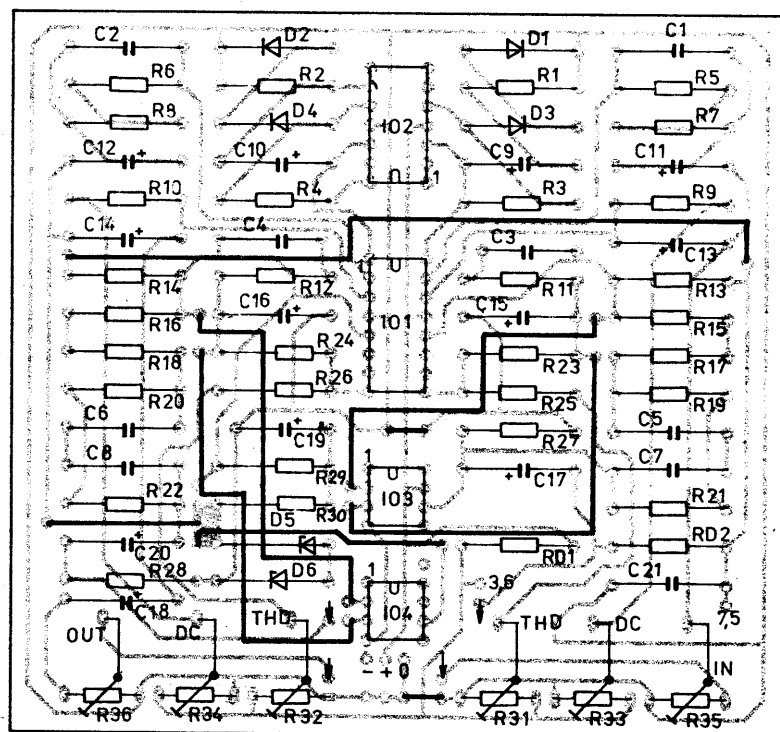 C2 D2 D1 C1
R6 R2 R1 R5
R8 D4 IO2 D3 R7
C12 C10 C9 C11
R10 R4 1 R3 R9
C14 C4 C3 C13
R14 R12 1 R11 R13
R16 C16 IO1 C15 R15
R18 R24 R23 R17
R20 R26 R25 R19
C6 C19 R27 C5
C8 R29 1 IO3 C17 C7
R22 R30 R21
C20 D5 RD1 RD2
R28 D6 1 3,6 C21
C18 THD IO4 7,5
OUT DC THD DC
- + 0 IN
R36 R34 R32 R31 R33 R35